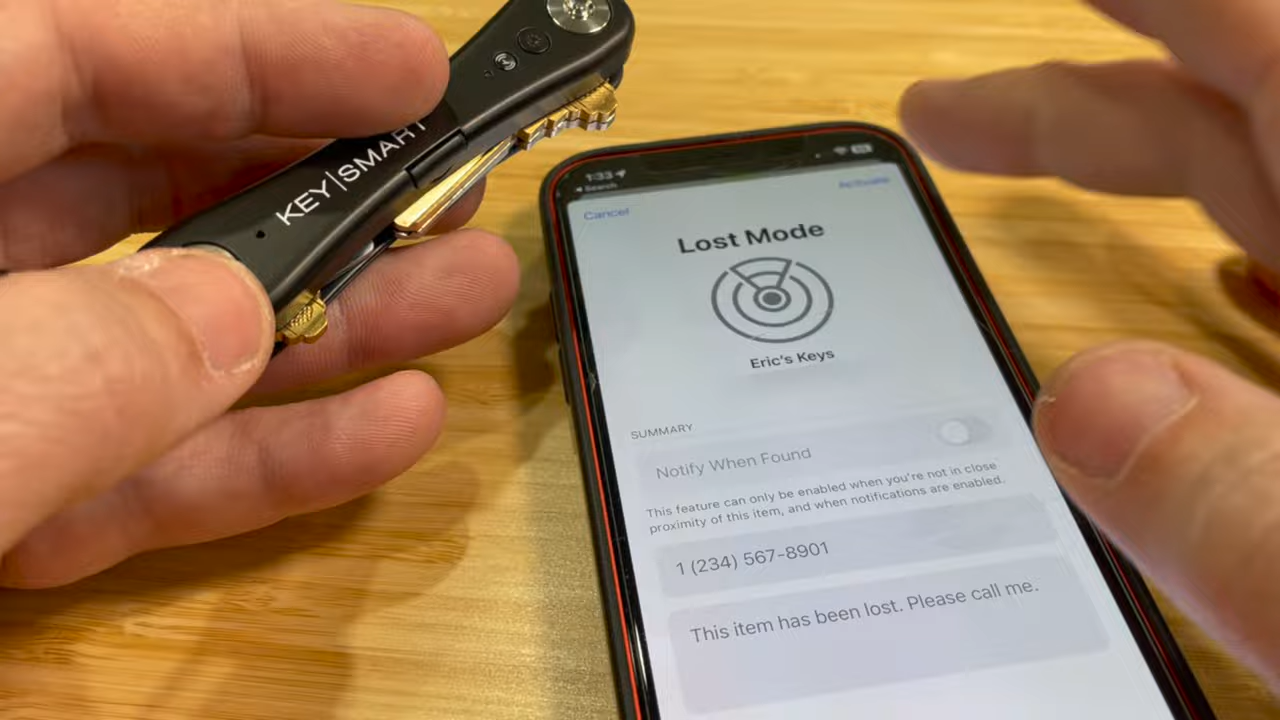 KEY|SMART
1:33
Search
Cancel
Activate
Lost Mode
Eric's Keys
SUMMARY
Notify When Found
This feature can only be enabled when you're not in close
proximity of this item, and when notifications are enabled.
1 (234) 567-8901
This item has been lost. Please call me.